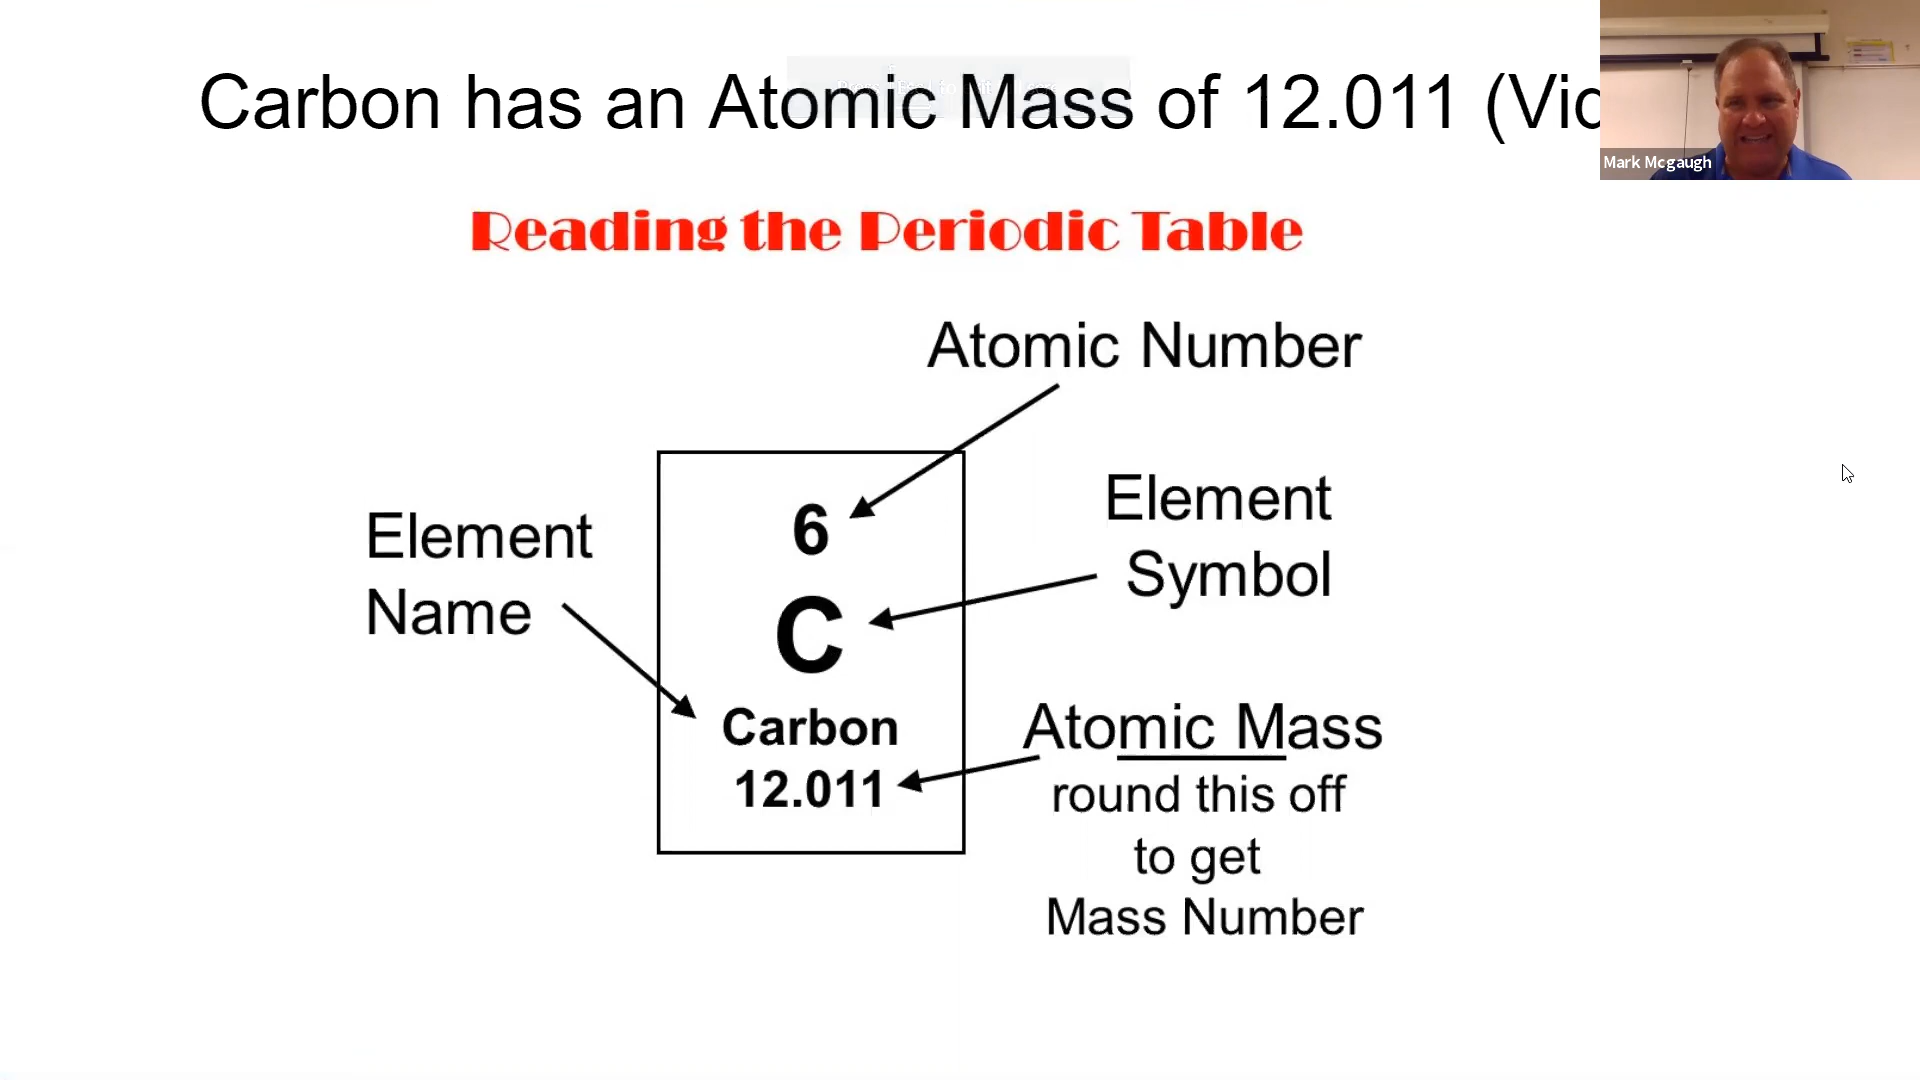 Carbon has an Atomic Mass of 12.011 (Vic
Mark Mcgaugh
Reading the Periodic Table
Atomic Number
6
Element
Symbol
Element
Name
C
Carbon
12.011
Atomic Mass
round this off
to get
Mass Number